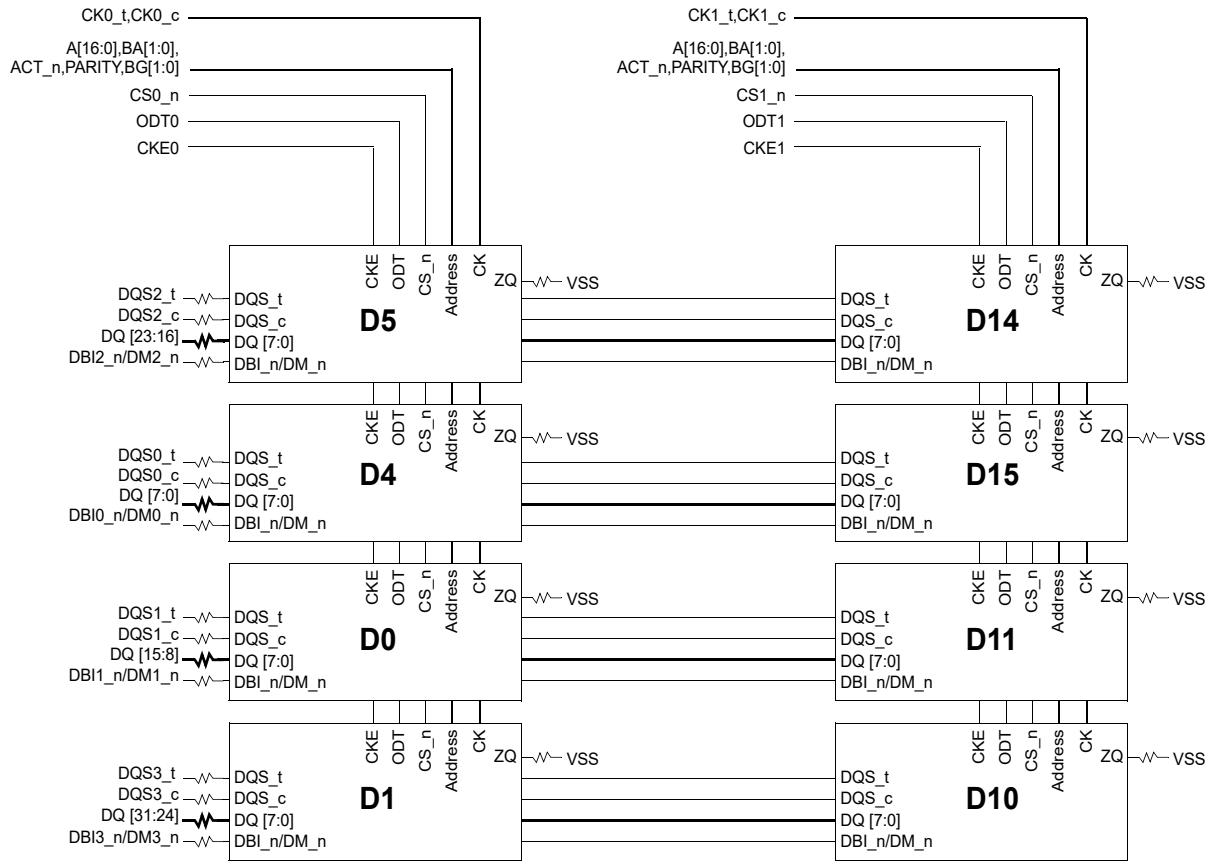 CK0_t,CK0_c
A[16:0],BA[1:0],
ACT_n,PARITY,BG[1:0]
CS0_n
ODT0
CKE0
CK1_t,CK1_c
A[16:0],BA[1:0],
ACT_n,PARITY,BG[1:0]
CS1_n
ODT1
CKE1
DQS2_t
DQS2_c
DQ [23:16]
DBI2_n/DM2_n
DQS_t
DQS_c
DQ [7:0]
DBI_n/DM_n
D5
CKE
ODT
CS_n
Address
CK
ZQ
VSS
DQS_t
DQS_c
DQ [7:0]
DBI_n/DM_n
D14
CKE
ODT
CS_n
Address
CK
ZQ
VSS
DQS0_t
DQS0_c
DQ [7:0]
DBI0_n/DM0_n
DQS_t
DQS_c
DQ [7:0]
DBI_n/DM_n
D4
CKE
ODT
CS_n
Address
CK
ZQ
VSS
DQS_t
DQS_c
DQ [7:0]
DBI_n/DM_n
D15
CKE
ODT
CS_n
Address
CK
ZQ
VSS
DQS1_t
DQS1_c
DQ [15:8]
DBI1_n/DM1_n
DQS_t
DQS_c
DQ [7:0]
DBI_n/DM_n
D0
CKE
ODT
CS_n
Address
CK
ZQ
VSS
DQS_t
DQS_c
DQ [7:0]
DBI_n/DM_n
D11
CKE
ODT
CS_n
Address
CK
ZQ
VSS
DQS3_t
DQS3_c
DQ [31:24]
DBI3_n/DM3_n
DQS_t
DQS_c
DQ [7:0]
DBI_n/DM_n
D1
CKE
ODT
CS_n
Address
CK
ZQ
VSS
DQS_t
DQS_c
DQ [7:0]
DBI_n/DM_n
D10
CKE
ODT
CS_n
Address
CK
ZQ
VSS